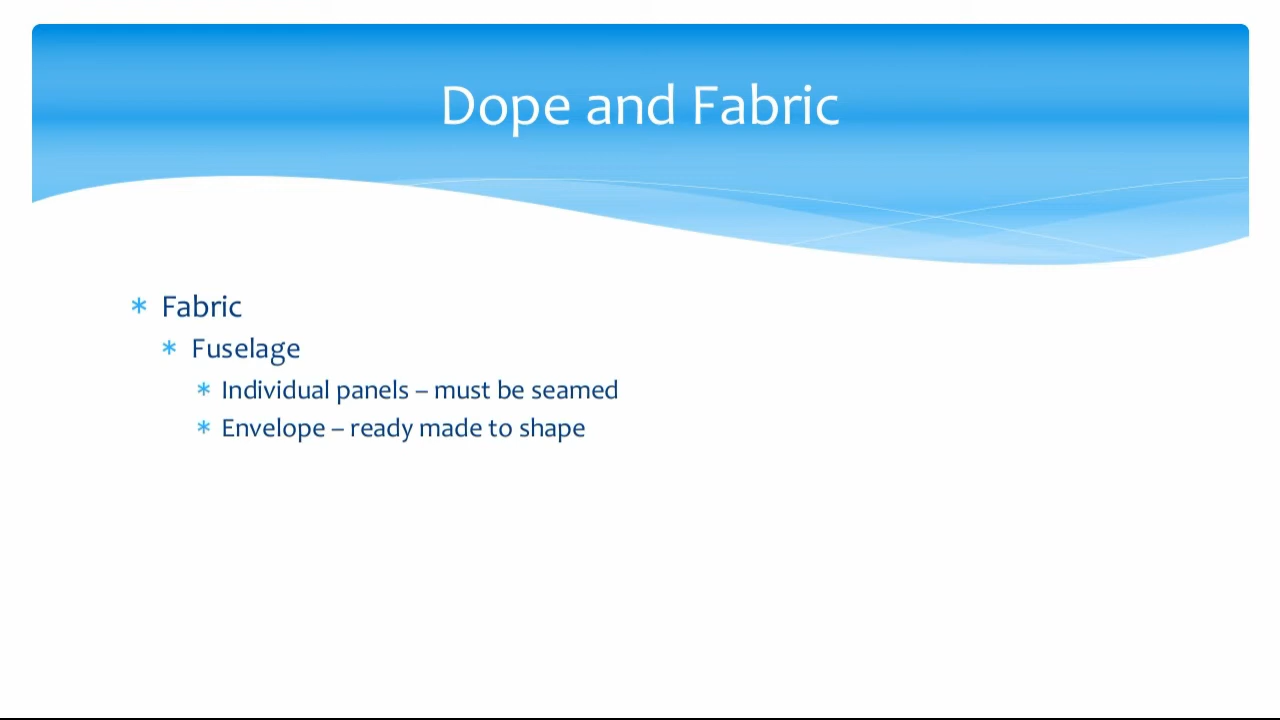 Dope and Fabric
* Fabric
* Fuselage
* Individual panels – must be seamed
* Envelope – ready made to shape